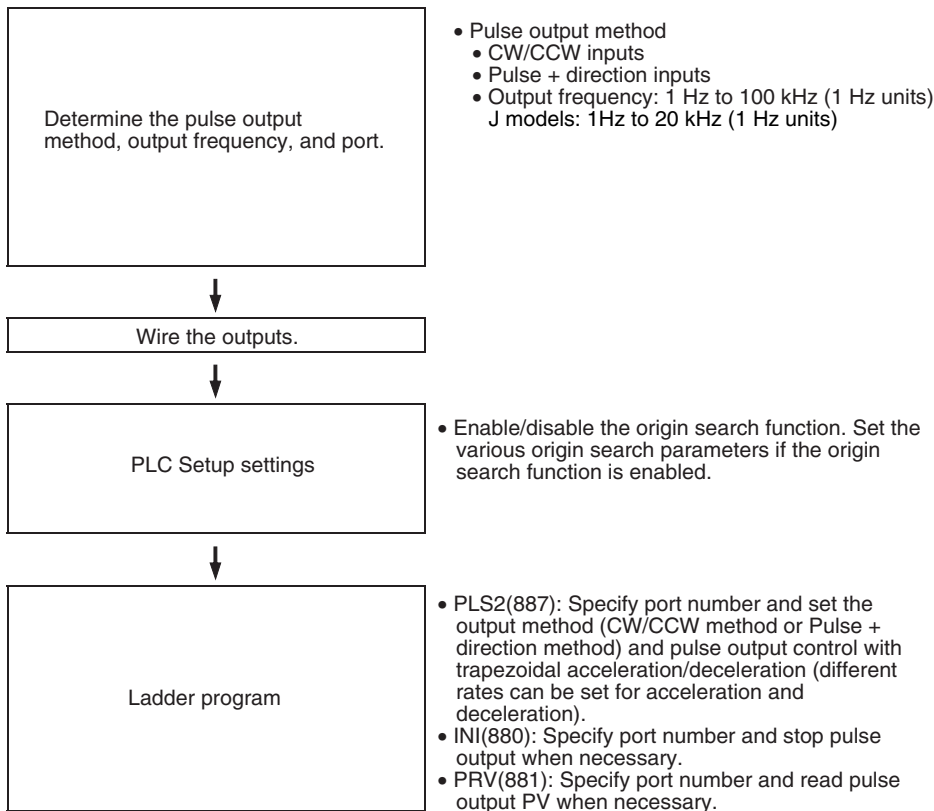 Determine the pulse output
method, output frequency, and port.
• Pulse output method
• CW/CCW inputs
• Pulse + direction inputs
• Output frequency: 1 Hz to 100 kHz (1 Hz units)
J models: 1Hz to 20 kHz (1 Hz units)
Wire the outputs.
PLC Setup settings
• Enable/disable the origin search function. Set the
various origin search parameters if the origin
search function is enabled.
Ladder program
• PLS2(887): Specify port number and set the
output method (CW/CCW method or Pulse +
direction method) and pulse output control with
trapezoidal acceleration/deceleration (different
rates can be set for acceleration and
deceleration).
• INI(880): Specify port number and stop pulse
output when necessary.
• PRV(881): Specify port number and read pulse
output PV when necessary.